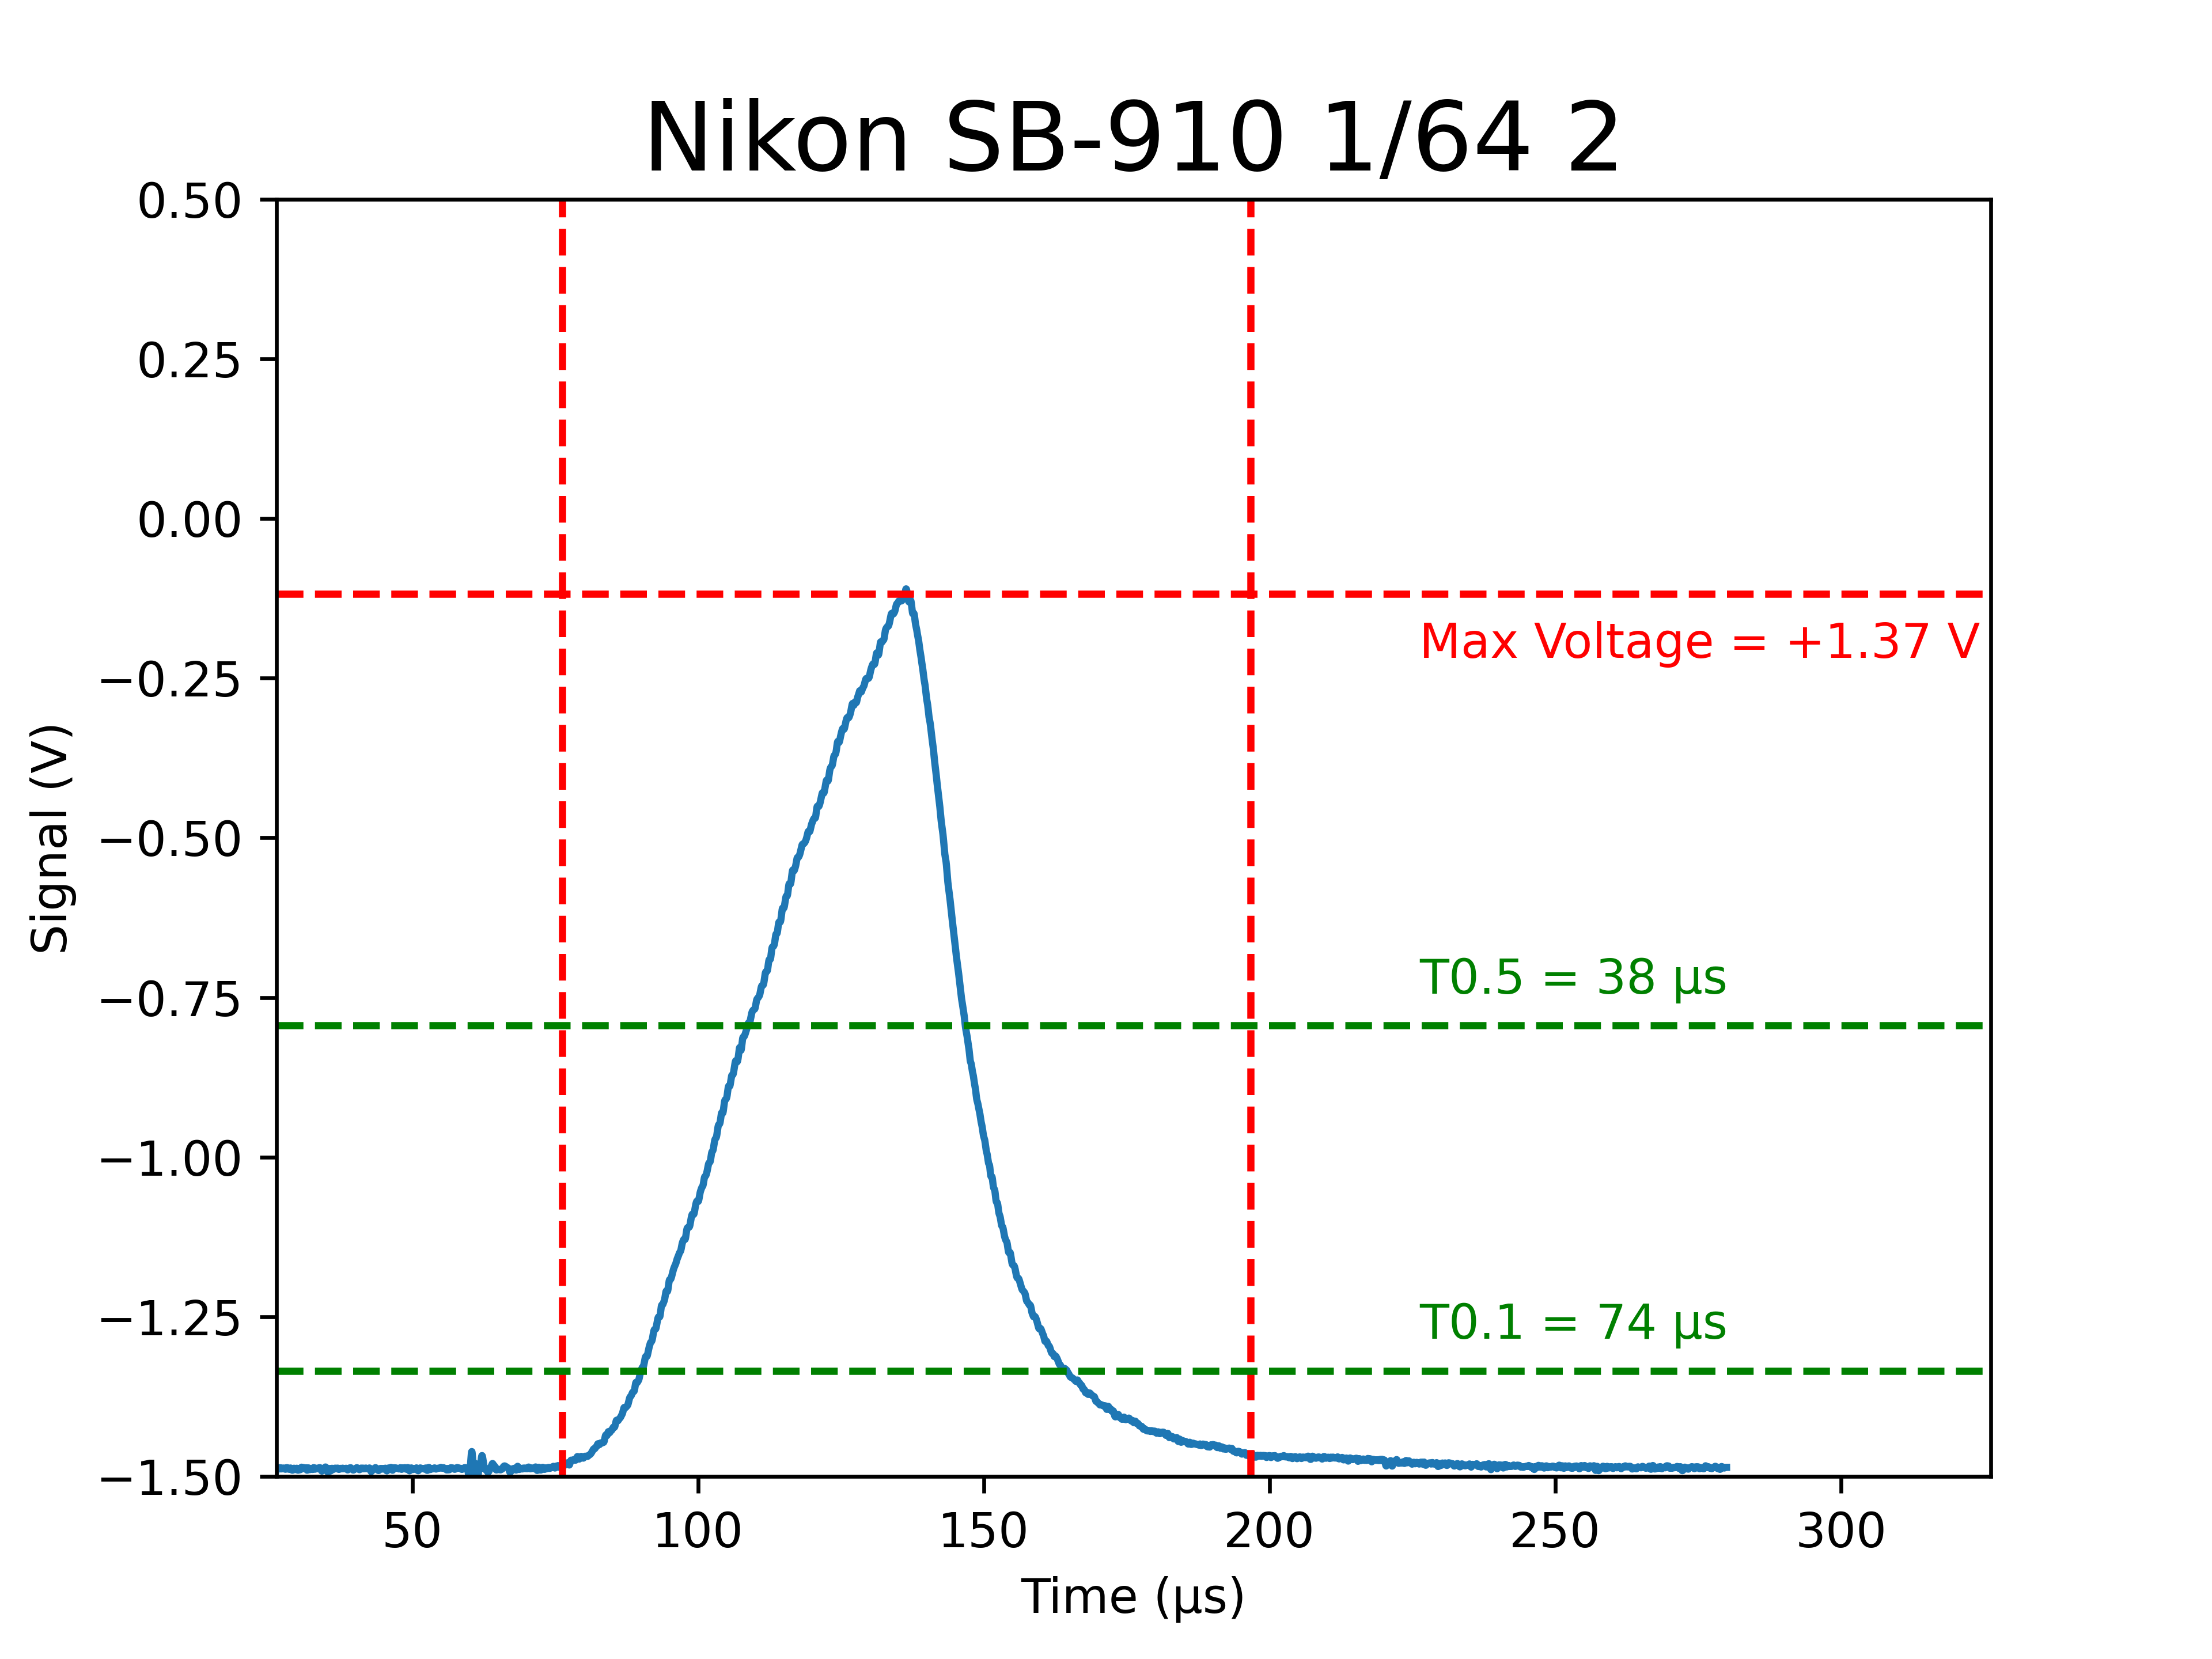 Nikon SB-910 1/64 2
0.50
0.25
0.00
−0.25
−0.50
−0.75
−1.00
−1.25
−1.50
Signal (V)
Max Voltage = +1.37 V
T0.5 = 38 µs
T0.1 = 74 µs
50 100 150 200 250 300
Time (µs)